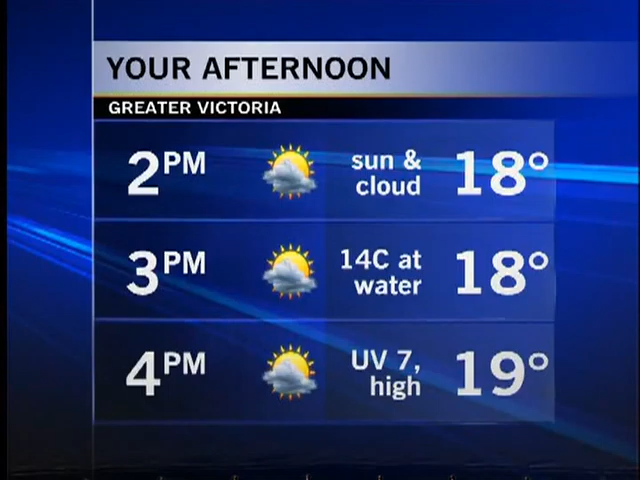 YOUR AFTERNOON
GREATER VICTORIA
2PM sun & cloud 18°
3PM 14C at water 18°
4PM UV 7, high 19°